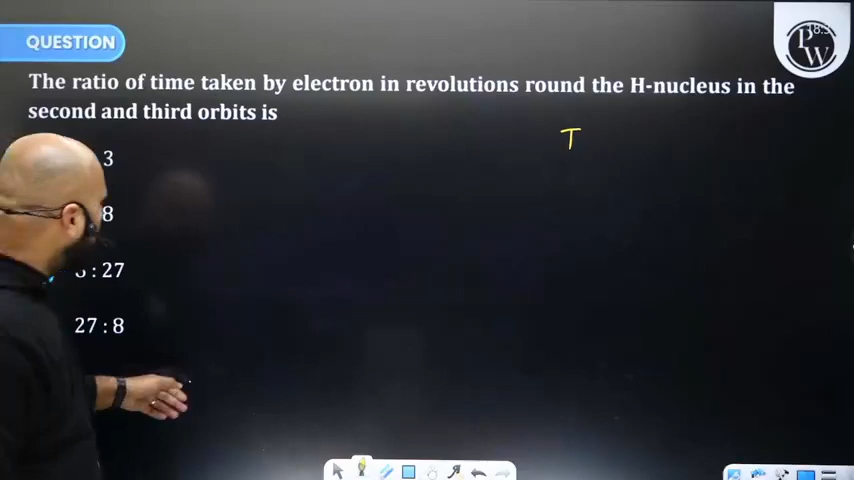 QUESTION
The ratio of time taken by electron in revolutions round the H-nucleus in the
second and third orbits is
T
3
8
: 27
27 : 8
P
W